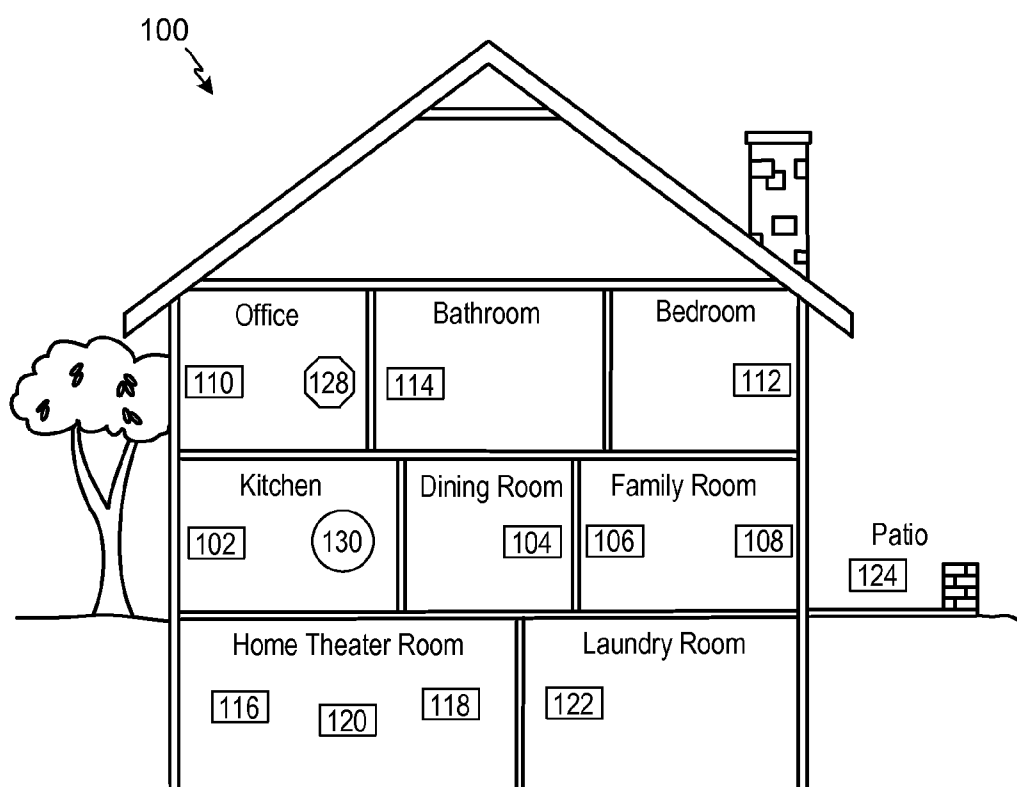 100
Office
Bathroom
Bedroom
110
128
114
112
Kitchen
Dining Room
Family Room
102
130
104
106
108
Patio
124
Home Theater Room
Laundry Room
116
120
118
122